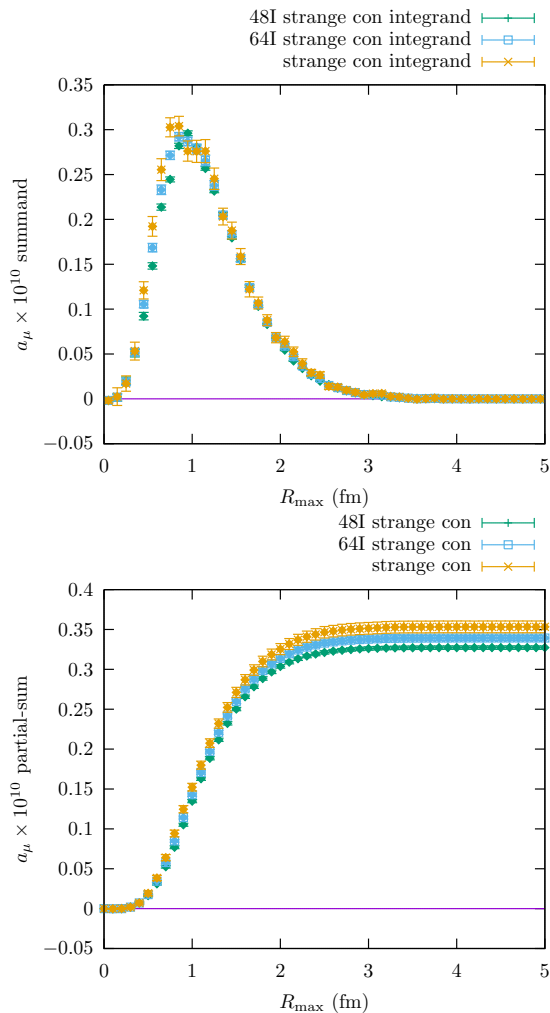 48I strange con integrand
64I strange con integrand
strange con integrand
0.35
0.3
0.25
0.2
0.15
0.1
0.05
0
−0.05
a_μ × 10^10 summand
0 1 2 3 4 5
R_max (fm)
48I strange con
64I strange con
strange con
0.4
0.35
0.3
0.25
0.2
0.15
0.1
0.05
0
−0.05
a_μ × 10^10 partial-sum
0 1 2 3 4 5
R_max (fm)